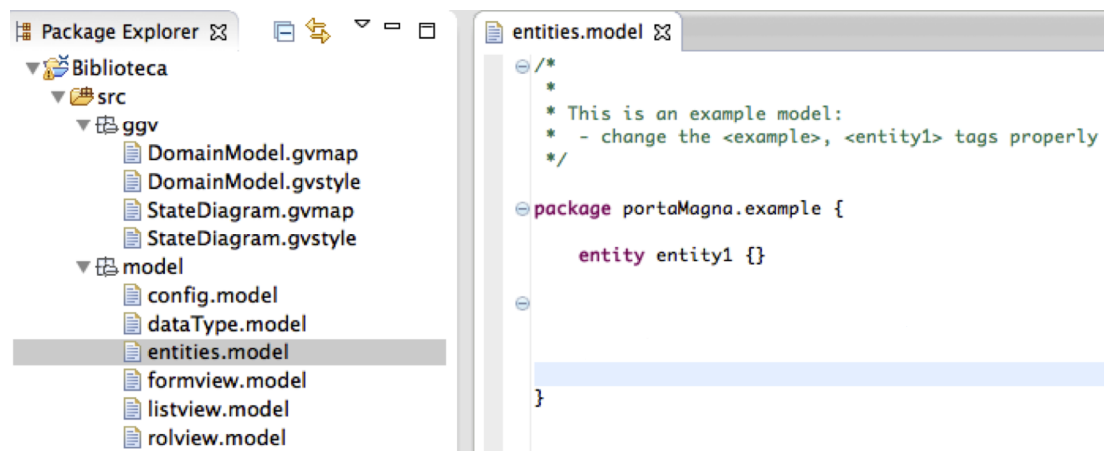 Package Explorer
Biblioteca
src
ggv
DomainModel.gvmap
DomainModel.gvstyle
StateDiagram.gvmap
StateDiagram.gvstyle
model
config.model
dataType.model
entities.model
formview.model
listview.model
rolview.model
entities.model
/*
*
* This is an example model:
* - change the <example>, <entity1> tags properly
*/
package portaMagna.example {
entity entity1 {}
}